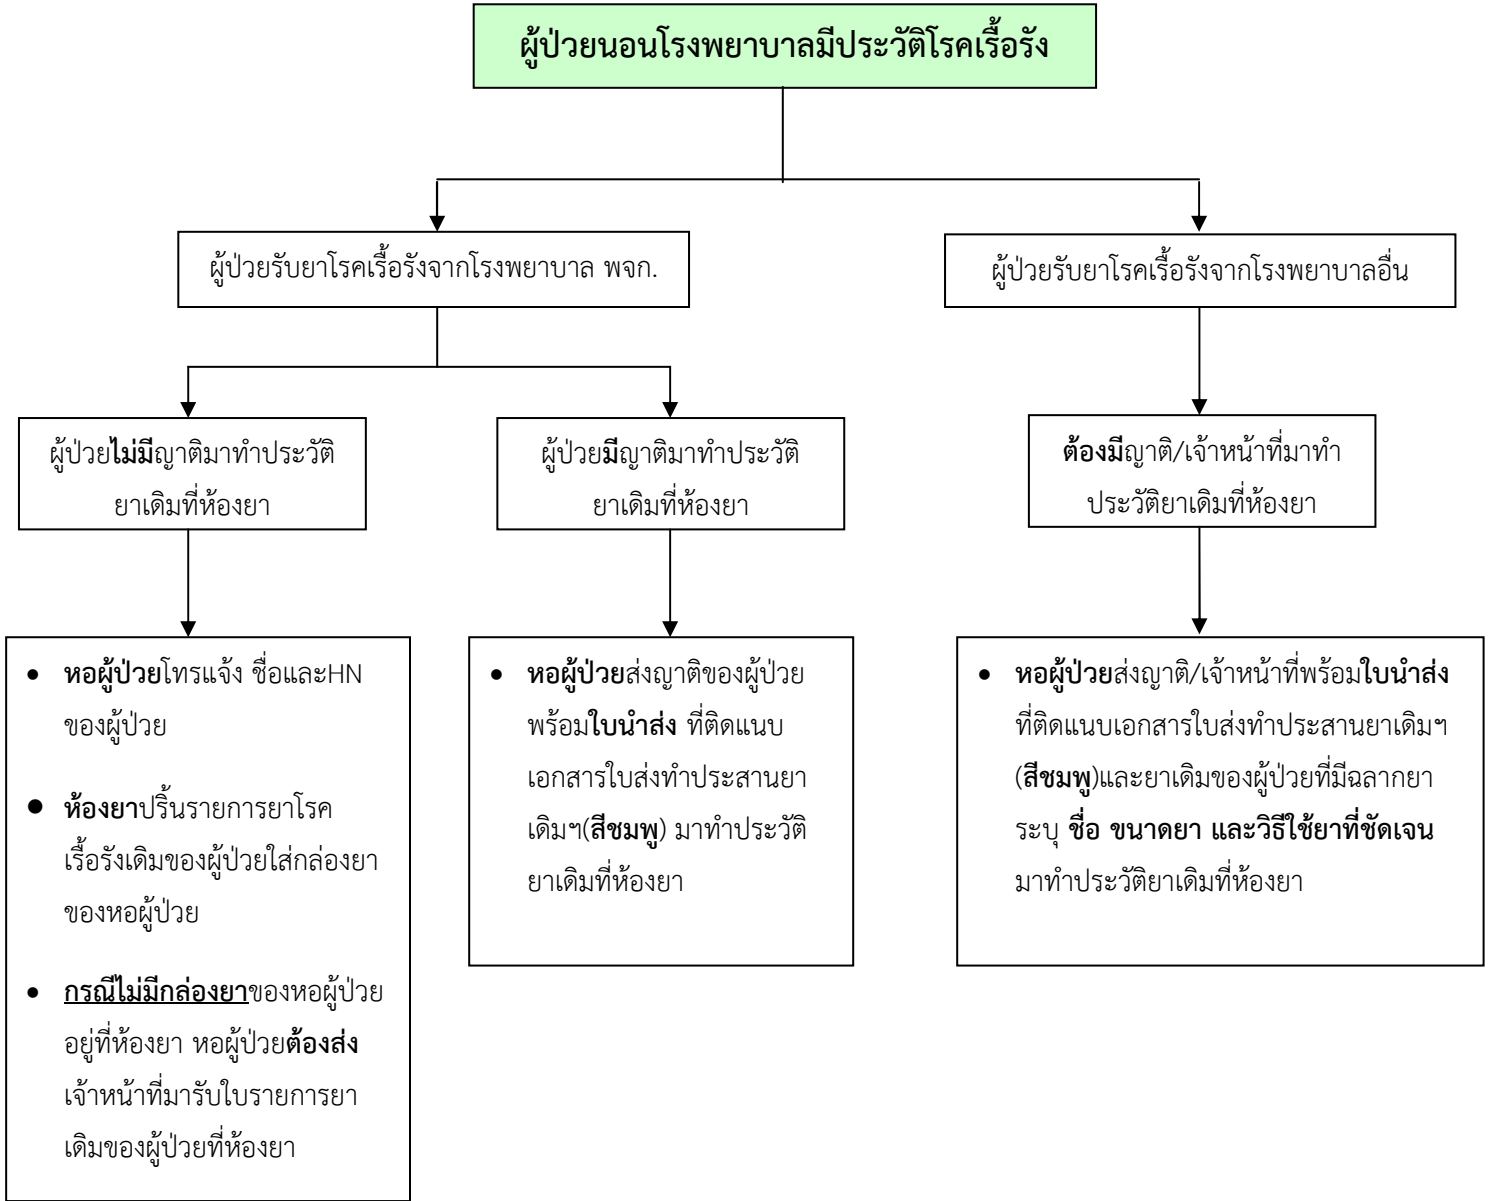 ผู้ป่วยนอนโรงพยาบาลมีประวัติโรคเรื้อรัง
ผู้ป่วยรับยาโรคเรื้อรังจากโรงพยาบาล พจก.
ผู้ป่วยรับยาโรคเรื้อรังจากโรงพยาบาลอื่น
ผู้ป่วยไม่มีญาติมาทำประวัติ
ยาเดิมที่ห้องยา
ผู้ป่วยมีญาติมาทำประวัติ
ยาเดิมที่ห้องยา
ต้องมีญาติ/เจ้าหน้าที่มาทำ
ประวัติยาเดิมที่ห้องยา
• หอผู้ป่วยโทรแจ้ง ชื่อและHN
ของผู้ป่วย
• ห้องยาปริ้นรายการยาโรค
เรื้อรังเดิมของผู้ป่วยใส่กล่องยา
ของหอผู้ป่วย
• กรณีไม่มีกล่องยาของหอผู้ป่วย
อยู่ที่ห้องยา หอผู้ป่วยต้องส่ง
เจ้าหน้าที่มารับใบรายการยา
เดิมของผู้ป่วยที่ห้องยา
• หอผู้ป่วยส่งญาติของผู้ป่วย
พร้อมใบนำส่ง ที่ติดแนบ
เอกสารใบส่งทำประสานยา
เดิมฯ(สีชมพู) มาทำประวัติ
ยาเดิมที่ห้องยา
• หอผู้ป่วยส่งญาติ/เจ้าหน้าที่พร้อมใบนำส่ง
ที่ติดแนบเอกสารใบส่งทำประสานยาเดิมฯ
(สีชมพู)และยาเดิมของผู้ป่วยที่มีฉลากยา
ระบุ ชื่อ ขนาดยา และวิธีใช้ยาที่ชัดเจน
มาทำประวัติยาเดิมที่ห้องยา